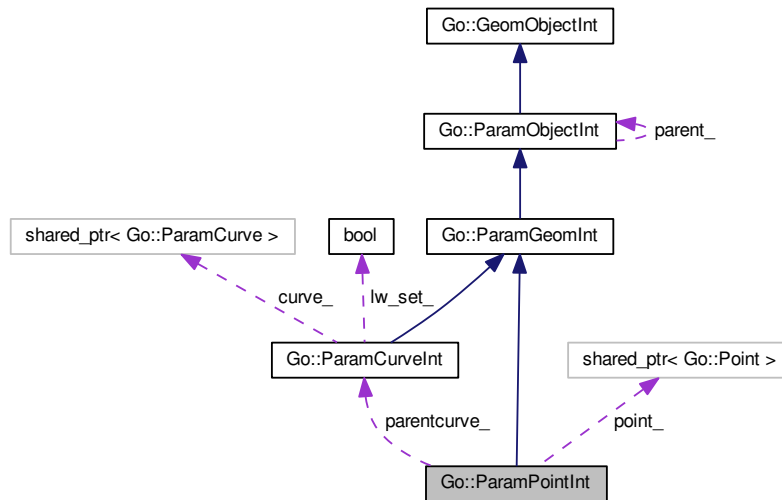 Go::GeomObjectInt
Go::ParamObjectInt
parent_
shared_ptr< Go::ParamCurve >
bool
Go::ParamGeomInt
curve_
lw_set_
Go::ParamCurveInt
shared_ptr< Go::Point >
parentcurve_
point_
Go::ParamPointInt